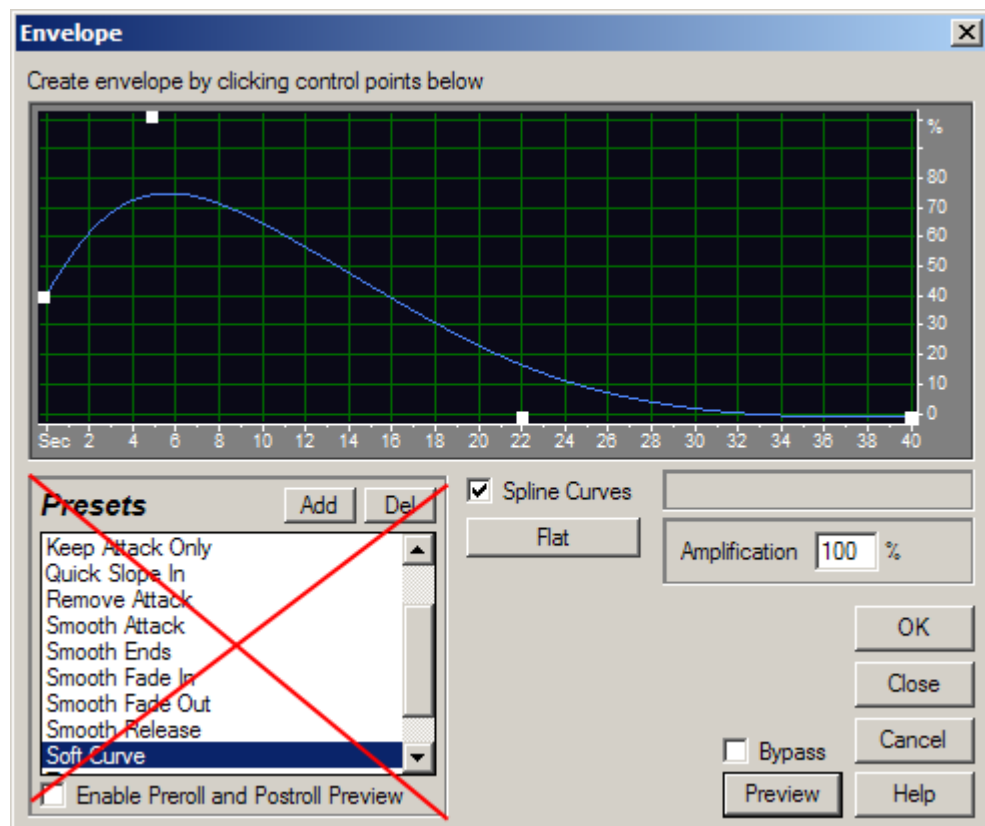 Envelope
Create envelope by clicking control points below
%
80
70
60
50
40
30
20
10
0
Sec 2 4 6 8 10 12 14 16 18 20 22 24 26 28 30 32 34 36 38 40
Presets Add Del
Keep Attack Only
Quick Slope In
Remove Attack
Smooth Attack
Smooth Ends
Smooth Fade In
Smooth Fade Out
Smooth Release
Soft Curve
Enable Preroll and Postroll Preview
Spline Curves
Flat
Amplification 100 %
OK
Close
Cancel
Bypass
Preview
Help